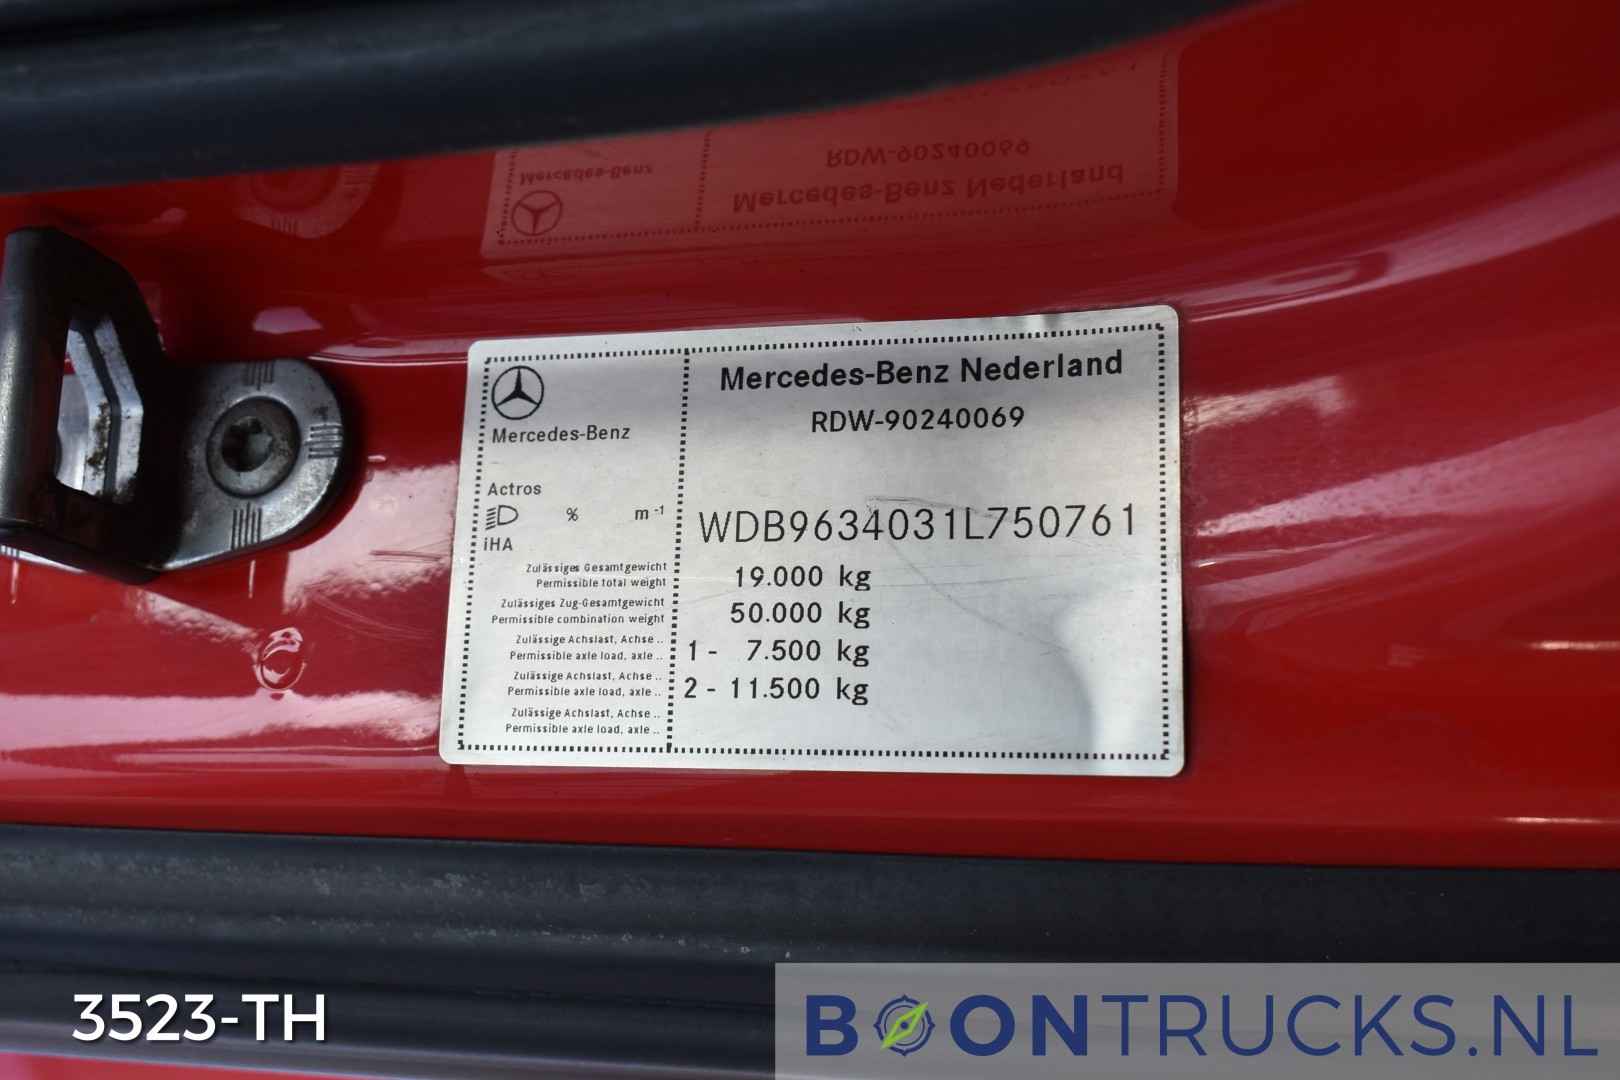 RDW-90240069
Mercedes-Benz Nederland
Mercedes-Benz
Mercedes-Benz Nederland
RDW-90240069
Mercedes-Benz
Actros
% m -1
iHA
WDB9634031L750761
Zulässiges Gesamtgewicht
Permissible total weight
19.000 kg
Zulässiges Zug-Gesamtgewicht
Permissible combination weight
50.000 kg
Zulässige Achslast, Achse ..
Permissible axle load, axle ..
1 - 7.500 kg
Zulässige Achslast, Achse ..
Permissible axle load, axle ..
2 - 11.500 kg
Zulässige Achslast, Achse ..
Permissible axle load, axle ..
3523-TH
BOONTRUCKS.NL